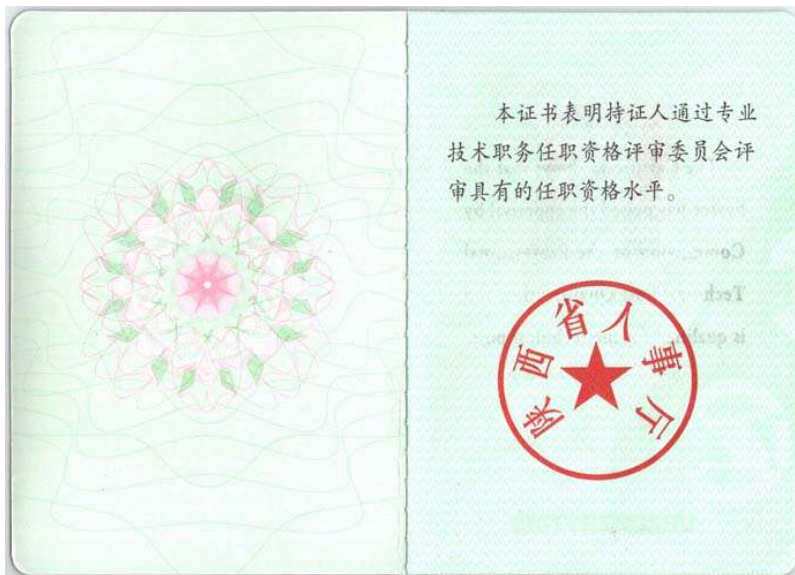 本证书表明持证人通过专业
技术职务任职资格评审委员会评
审具有的任职资格水平。
陕西省人事厅